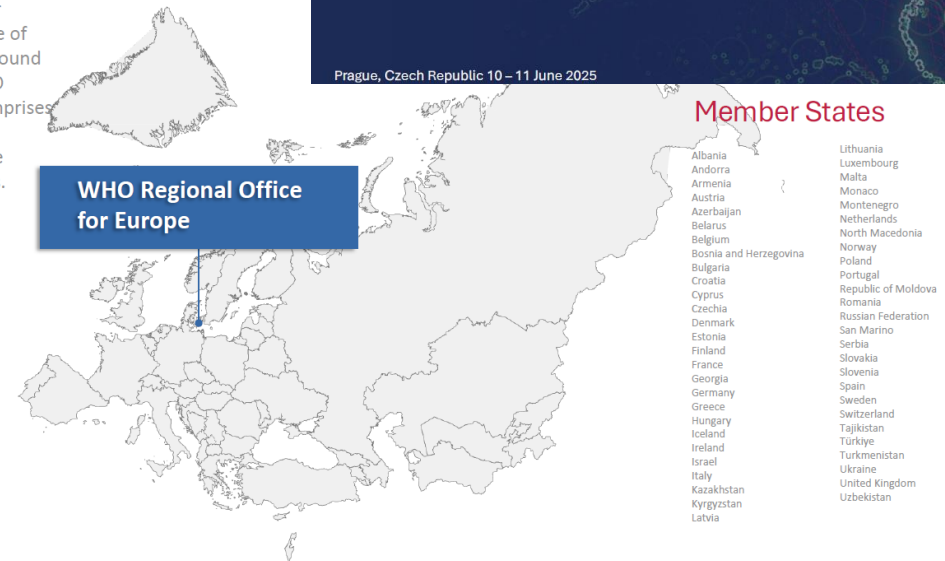 e of
ound
mprises
e
.
Prague, Czech Republic 10 – 11 June 2025
WHO Regional Office
for Europe
Member States
Albania
Andorra
Armenia
Austria
Azerbaijan
Belarus
Belgium
Bosnia and Herzegovina
Bulgaria
Croatia
Cyprus
Czechia
Denmark
Estonia
Finland
France
Georgia
Germany
Greece
Hungary
Iceland
Ireland
Israel
Italy
Kazakhstan
Kyrgyzstan
Latvia
Lithuania
Luxembourg
Malta
Monaco
Montenegro
Netherlands
North Macedonia
Norway
Poland
Portugal
Republic of Moldova
Romania
Russian Federation
San Marino
Serbia
Slovakia
Slovenia
Spain
Sweden
Switzerland
Tajikistan
Türkiye
Turkmenistan
Ukraine
United Kingdom
Uzbekistan